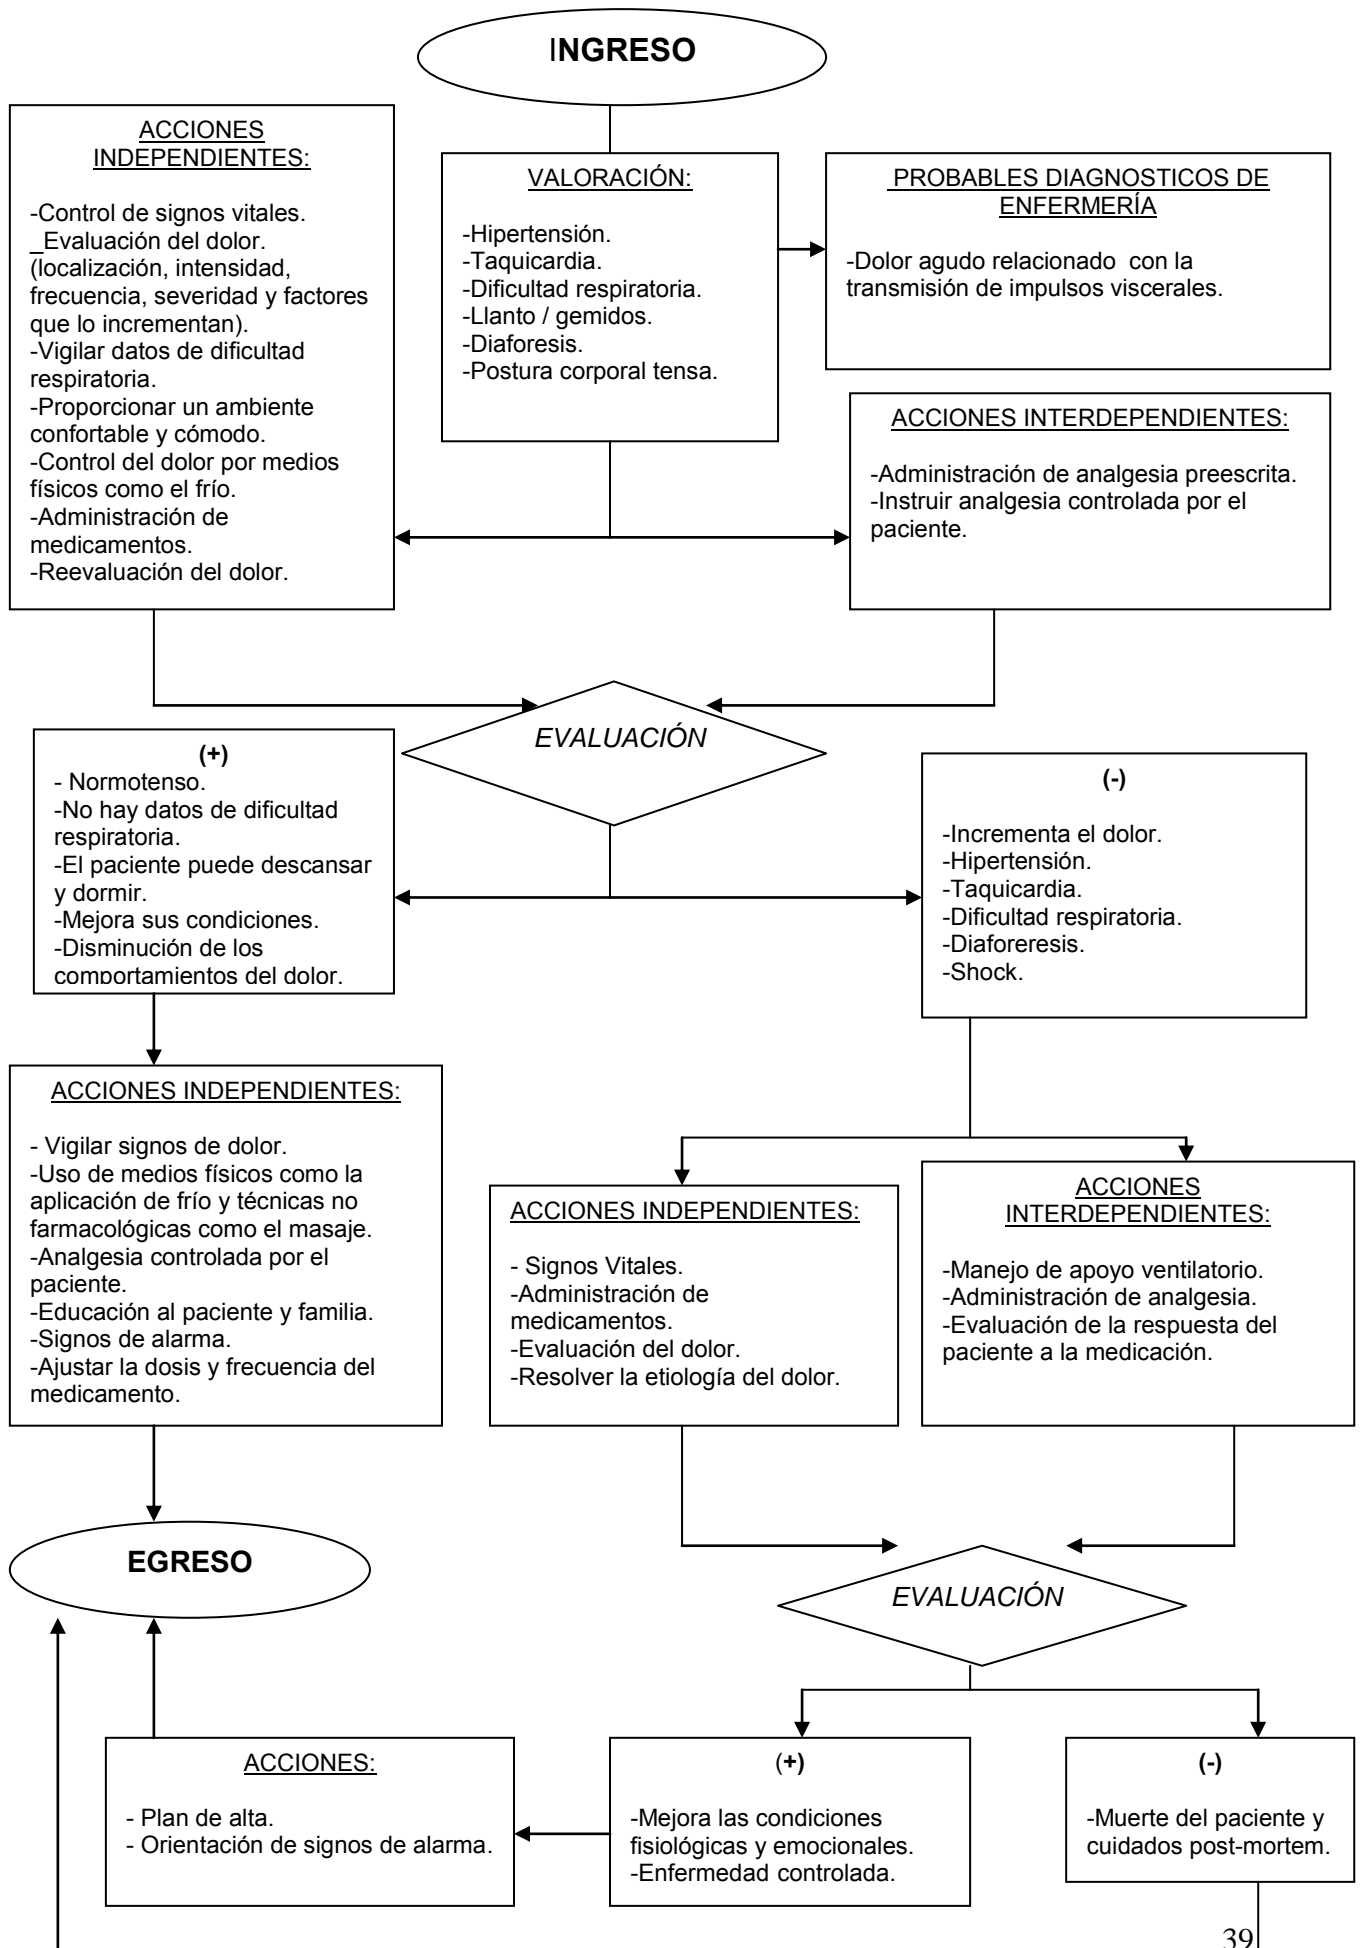 INGRESO
ACCIONES
INDEPENDIENTES:
-Control de signos vitales.
_Evaluación del dolor.
(localización, intensidad,
frecuencia, severidad y factores
que lo incrementan).
-Vigilar datos de dificultad
respiratoria.
-Proporcionar un ambiente
confortable y cómodo.
-Control del dolor por medios
físicos como el frío.
-Administración de
medicamentos.
-Reevaluación del dolor.
VALORACIÓN:
-Hipertensión.
-Taquicardia.
-Dificultad respiratoria.
-Llanto / gemidos.
-Diaforesis.
-Postura corporal tensa.
PROBABLES DIAGNOSTICOS DE
ENFERMERÍA
-Dolor agudo relacionado  con la
transmisión de impulsos viscerales.
ACCIONES INTERDEPENDIENTES:
-Administración de analgesia preescrita.
-Instruir analgesia controlada por el
paciente.
EVALUACIÓN
(+)
- Normotenso.
-No hay datos de dificultad
respiratoria.
-El paciente puede descansar
y dormir.
-Mejora sus condiciones.
-Disminución de los
comportamientos del dolor.
(-)
-Incrementa el dolor.
-Hipertensión.
-Taquicardia.
-Dificultad respiratoria.
-Diaforeresis.
-Shock.
ACCIONES INDEPENDIENTES:
- Vigilar signos de dolor.
-Uso de medios físicos como la
aplicación de frío y técnicas no
farmacológicas como el masaje.
-Analgesia controlada por el
paciente.
-Educación al paciente y familia.
-Signos de alarma.
-Ajustar la dosis y frecuencia del
medicamento.
ACCIONES INDEPENDIENTES:
- Signos Vitales.
-Administración de
medicamentos.
-Evaluación del dolor.
-Resolver la etiología del dolor.
ACCIONES
INTERDEPENDIENTES:
-Manejo de apoyo ventilatorio.
-Administración de analgesia.
-Evaluación de la respuesta del
paciente a la medicación.
EGRESO
EVALUACIÓN
ACCIONES:
- Plan de alta.
- Orientación de signos de alarma.
(+)
-Mejora las condiciones
fisiológicas y emocionales.
-Enfermedad controlada.
(-)
-Muerte del paciente y
cuidados post-mortem.
39